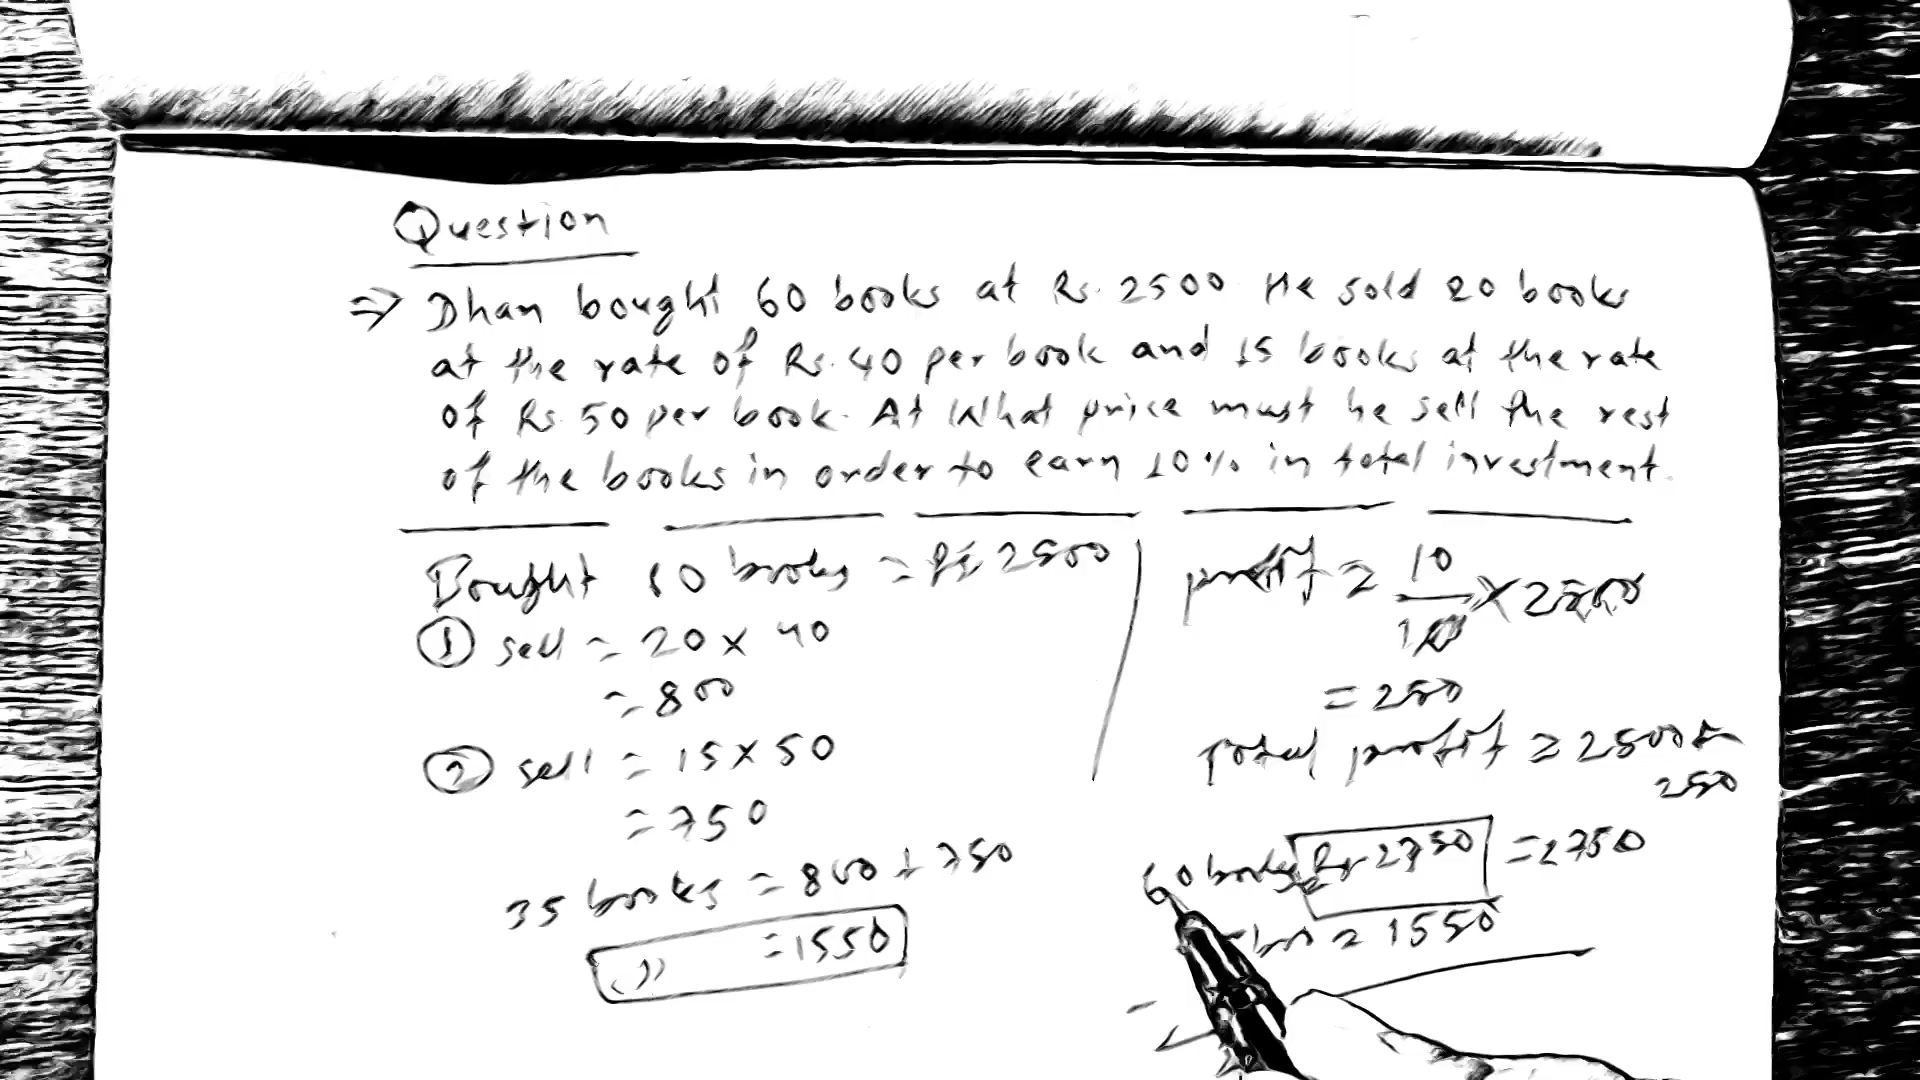 Question
⇒ Dhan bought 60 books at Rs. 2500 He sold 20 books
at the rate of Rs. 40 per book and 15 books at the rate
of Rs. 50 per book. At What price must he sell the rest
of the books in order to earn 10% in total investment.
Bought 60 books = Rs 2500
① sell = 20 x 40
= 800
② sell = 15 x 50
= 750
35 books = 800 + 750
= 1550
profit = 10/100 x 2500
= 250
Total profit = 2500 +
250
60 books Rs 2750 = 2750
= 1550